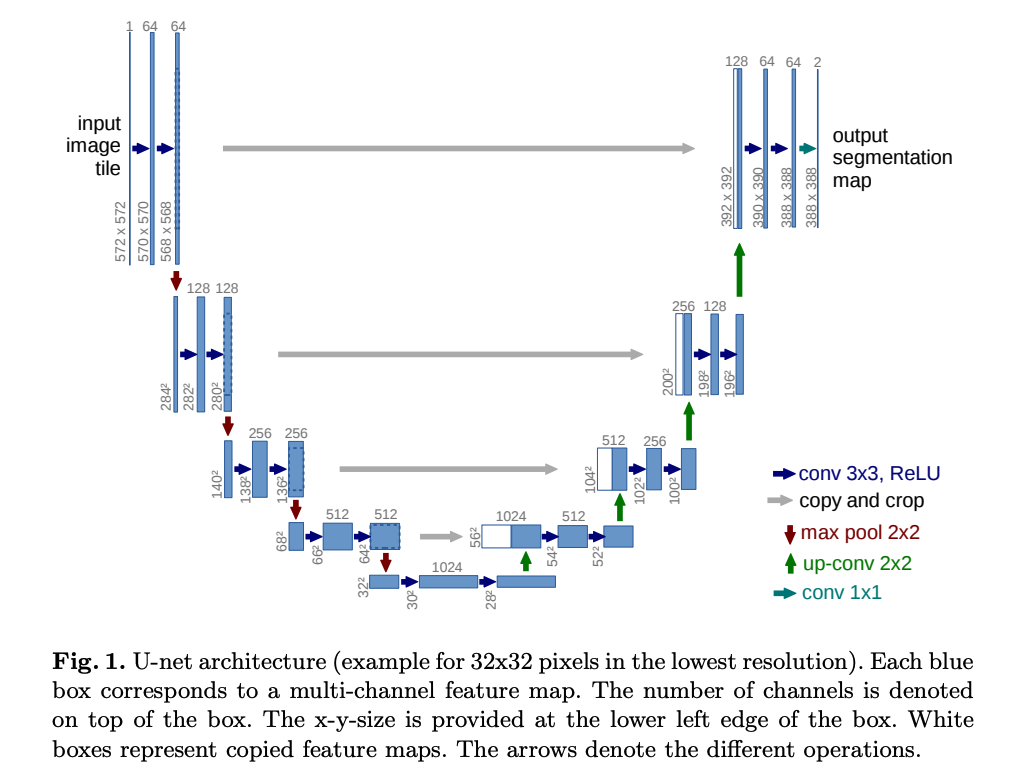 1 64 64
128 64 64 2
input
image
tile
output
segmentation
map
572 x 572
570 x 570
568 x 568
392 x 392
390 x 390
388 x 388
388 x 388
128 128
256 128
284²
282²
280²
200²
198²
196²
256 256
512 256
140²
138²
136²
104²
102²
100²
512 512
1024 512
68²
66²
64²
56²
54²
52²
1024
32²
30²
28²
conv 3x3, ReLU
copy and crop
max pool 2x2
up-conv 2x2
conv 1x1
Fig. 1. U-net architecture (example for 32x32 pixels in the lowest resolution). Each blue
box corresponds to a multi-channel feature map. The number of channels is denoted
on top of the box. The x-y-size is provided at the lower left edge of the box. White
boxes represent copied feature maps. The arrows denote the different operations.